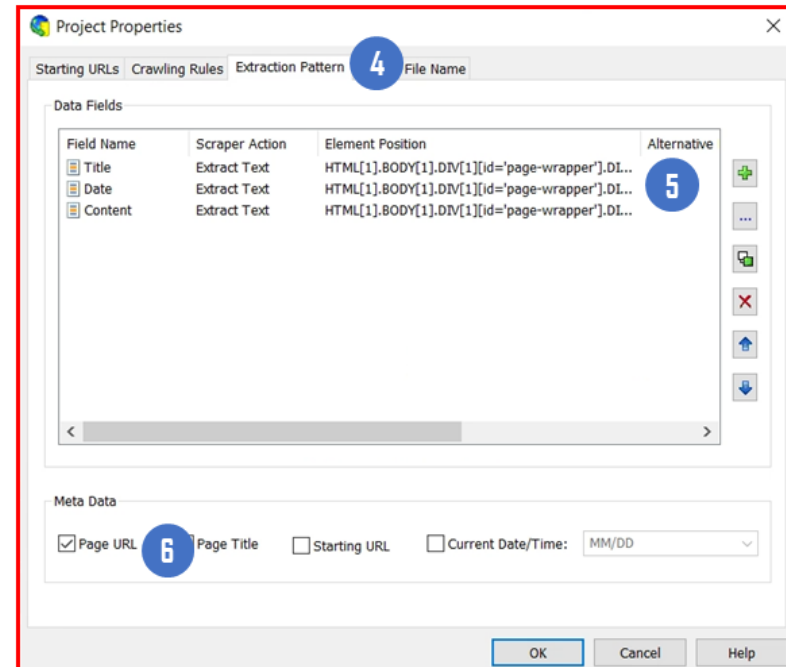 Project Properties
Starting URLs Crawling Rules Extraction Pattern 4 File Name
Data Fields
Field Name Scraper Action Element Position Alternative
Title Extract Text HTML[1].BODY[1].DIV[1][id='page-wrapper'].DI...
Date Extract Text HTML[1].BODY[1].DIV[1][id='page-wrapper'].DI...
5
Content Extract Text HTML[1].BODY[1].DIV[1][id='page-wrapper'].DI...
Meta Data
Page URL 6 Page Title Starting URL Current Date/Time: MM/DD
OK Cancel Help